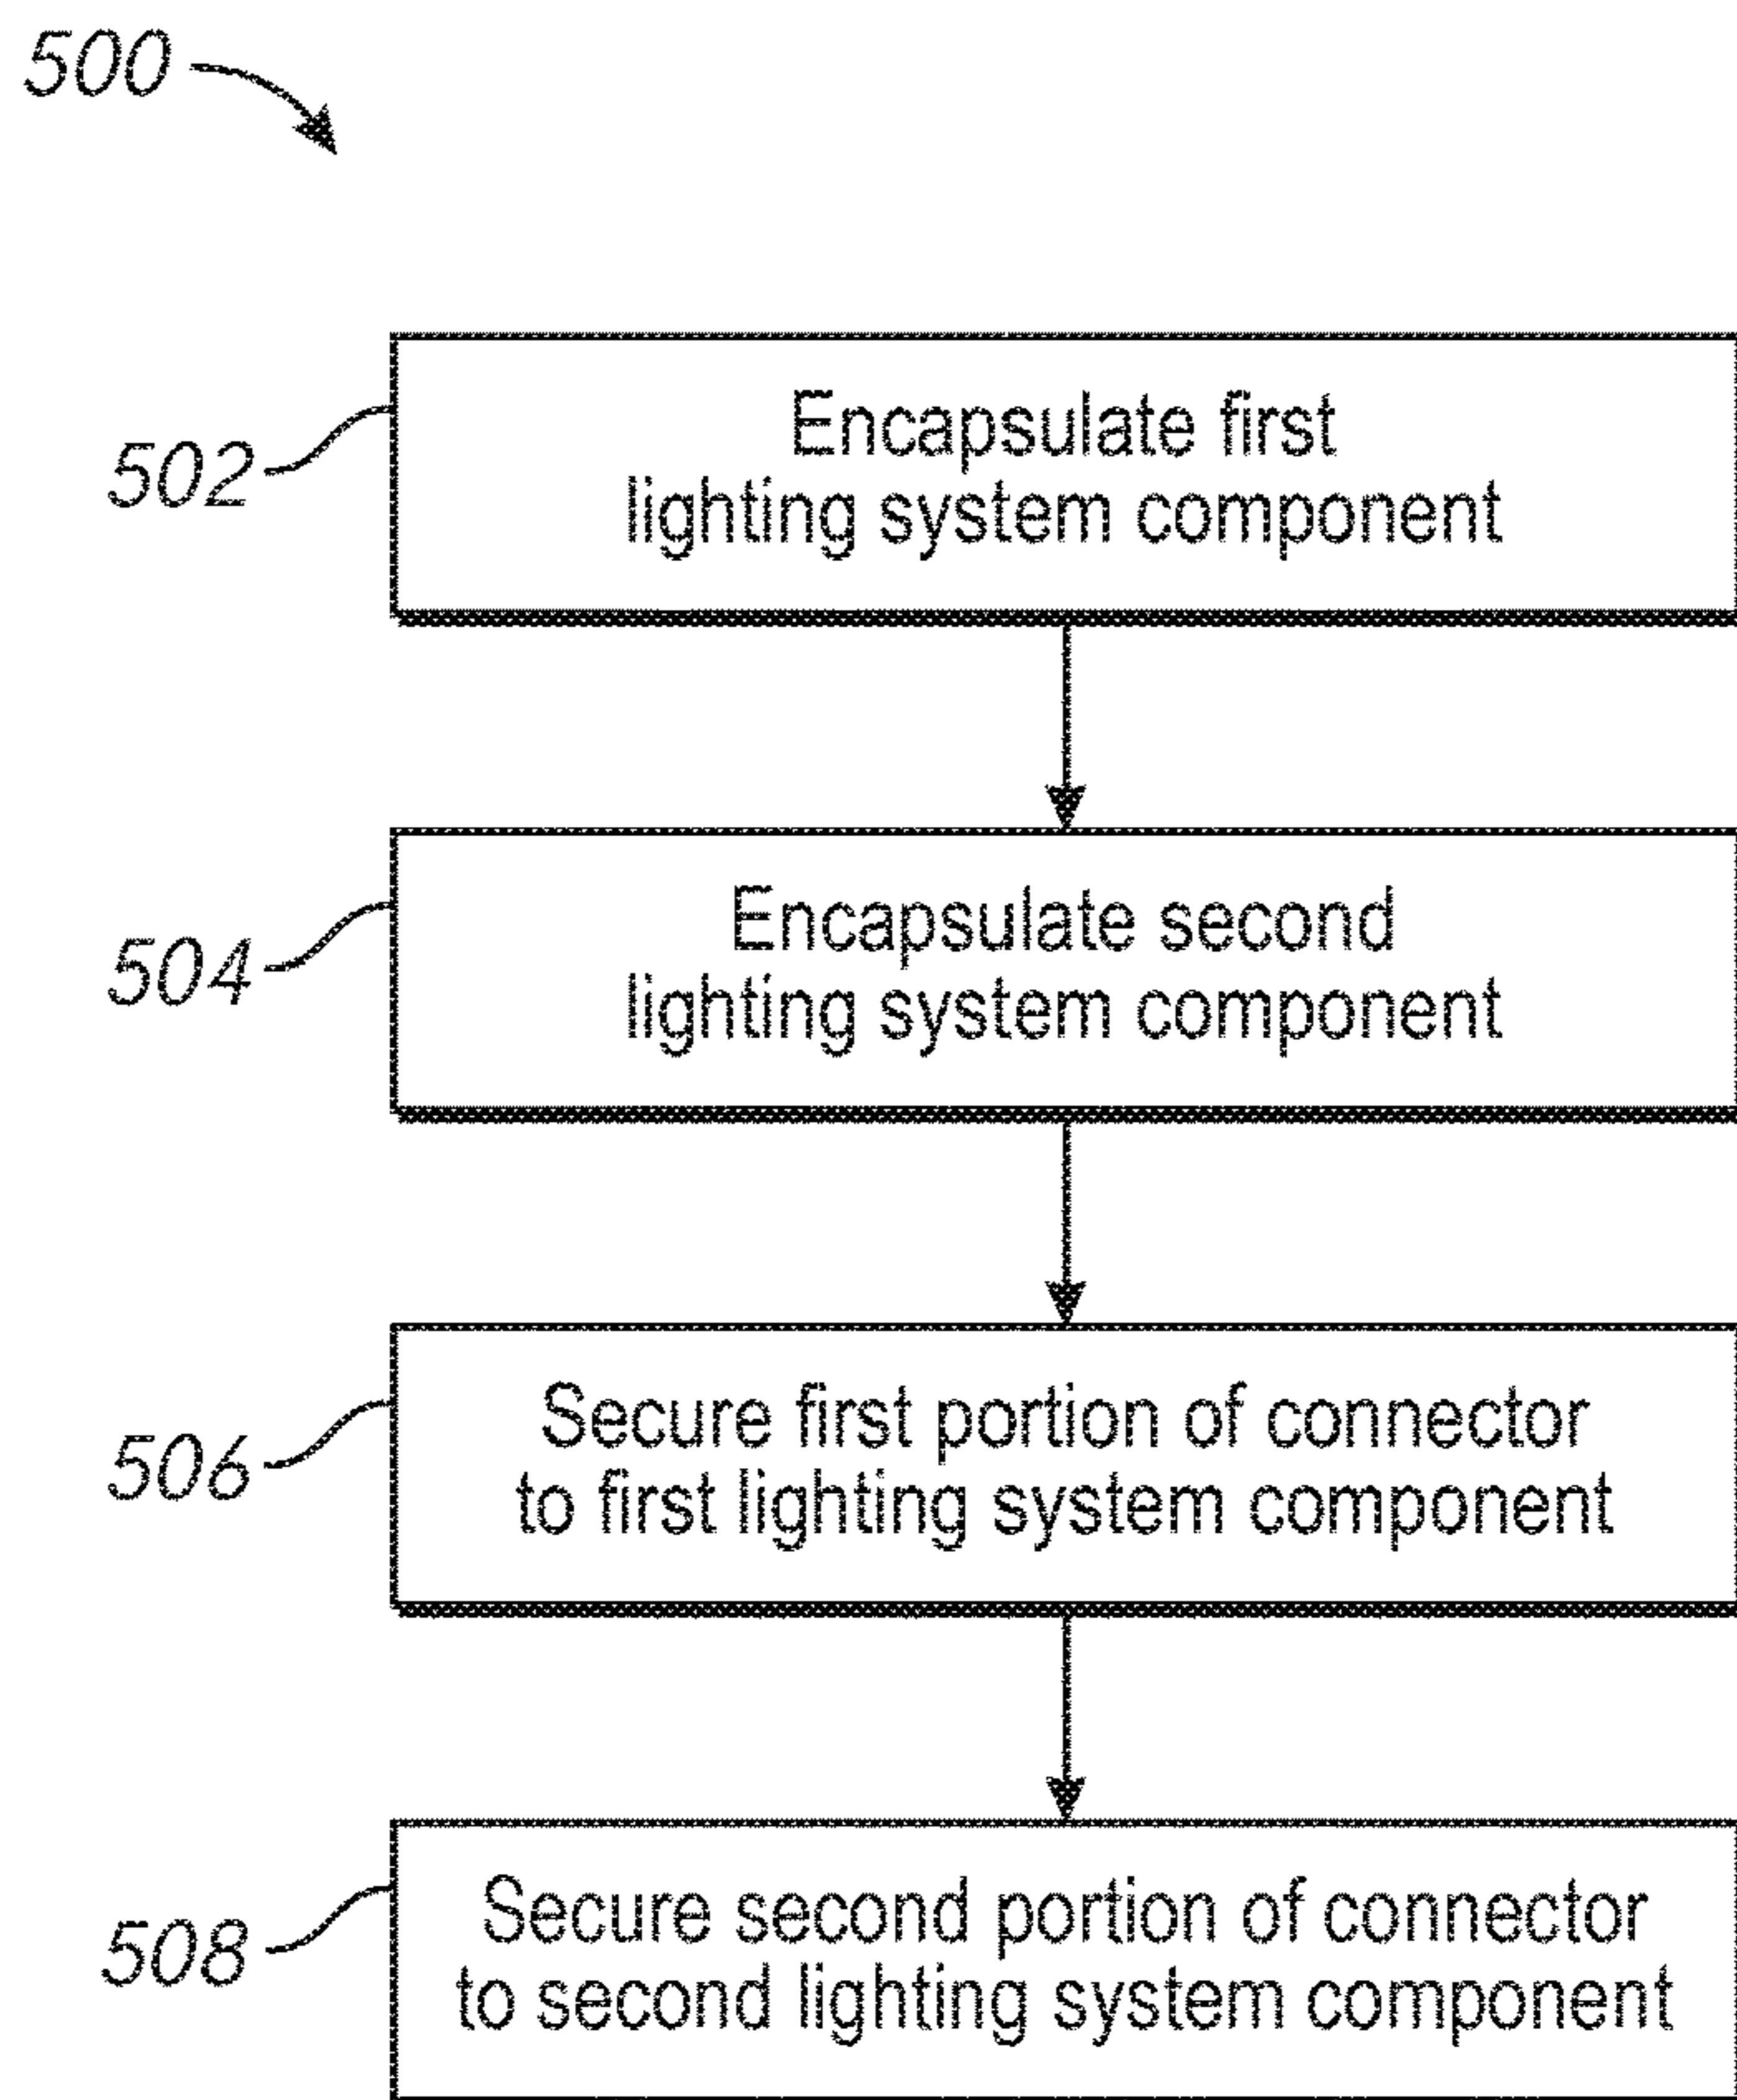 500
502
Encapsulate first
lighting system component
504
Encapsulate second
lighting system component
506
Secure first portion of connector
to first lighting system component
508
Secure second portion of connector
to second lighting system component